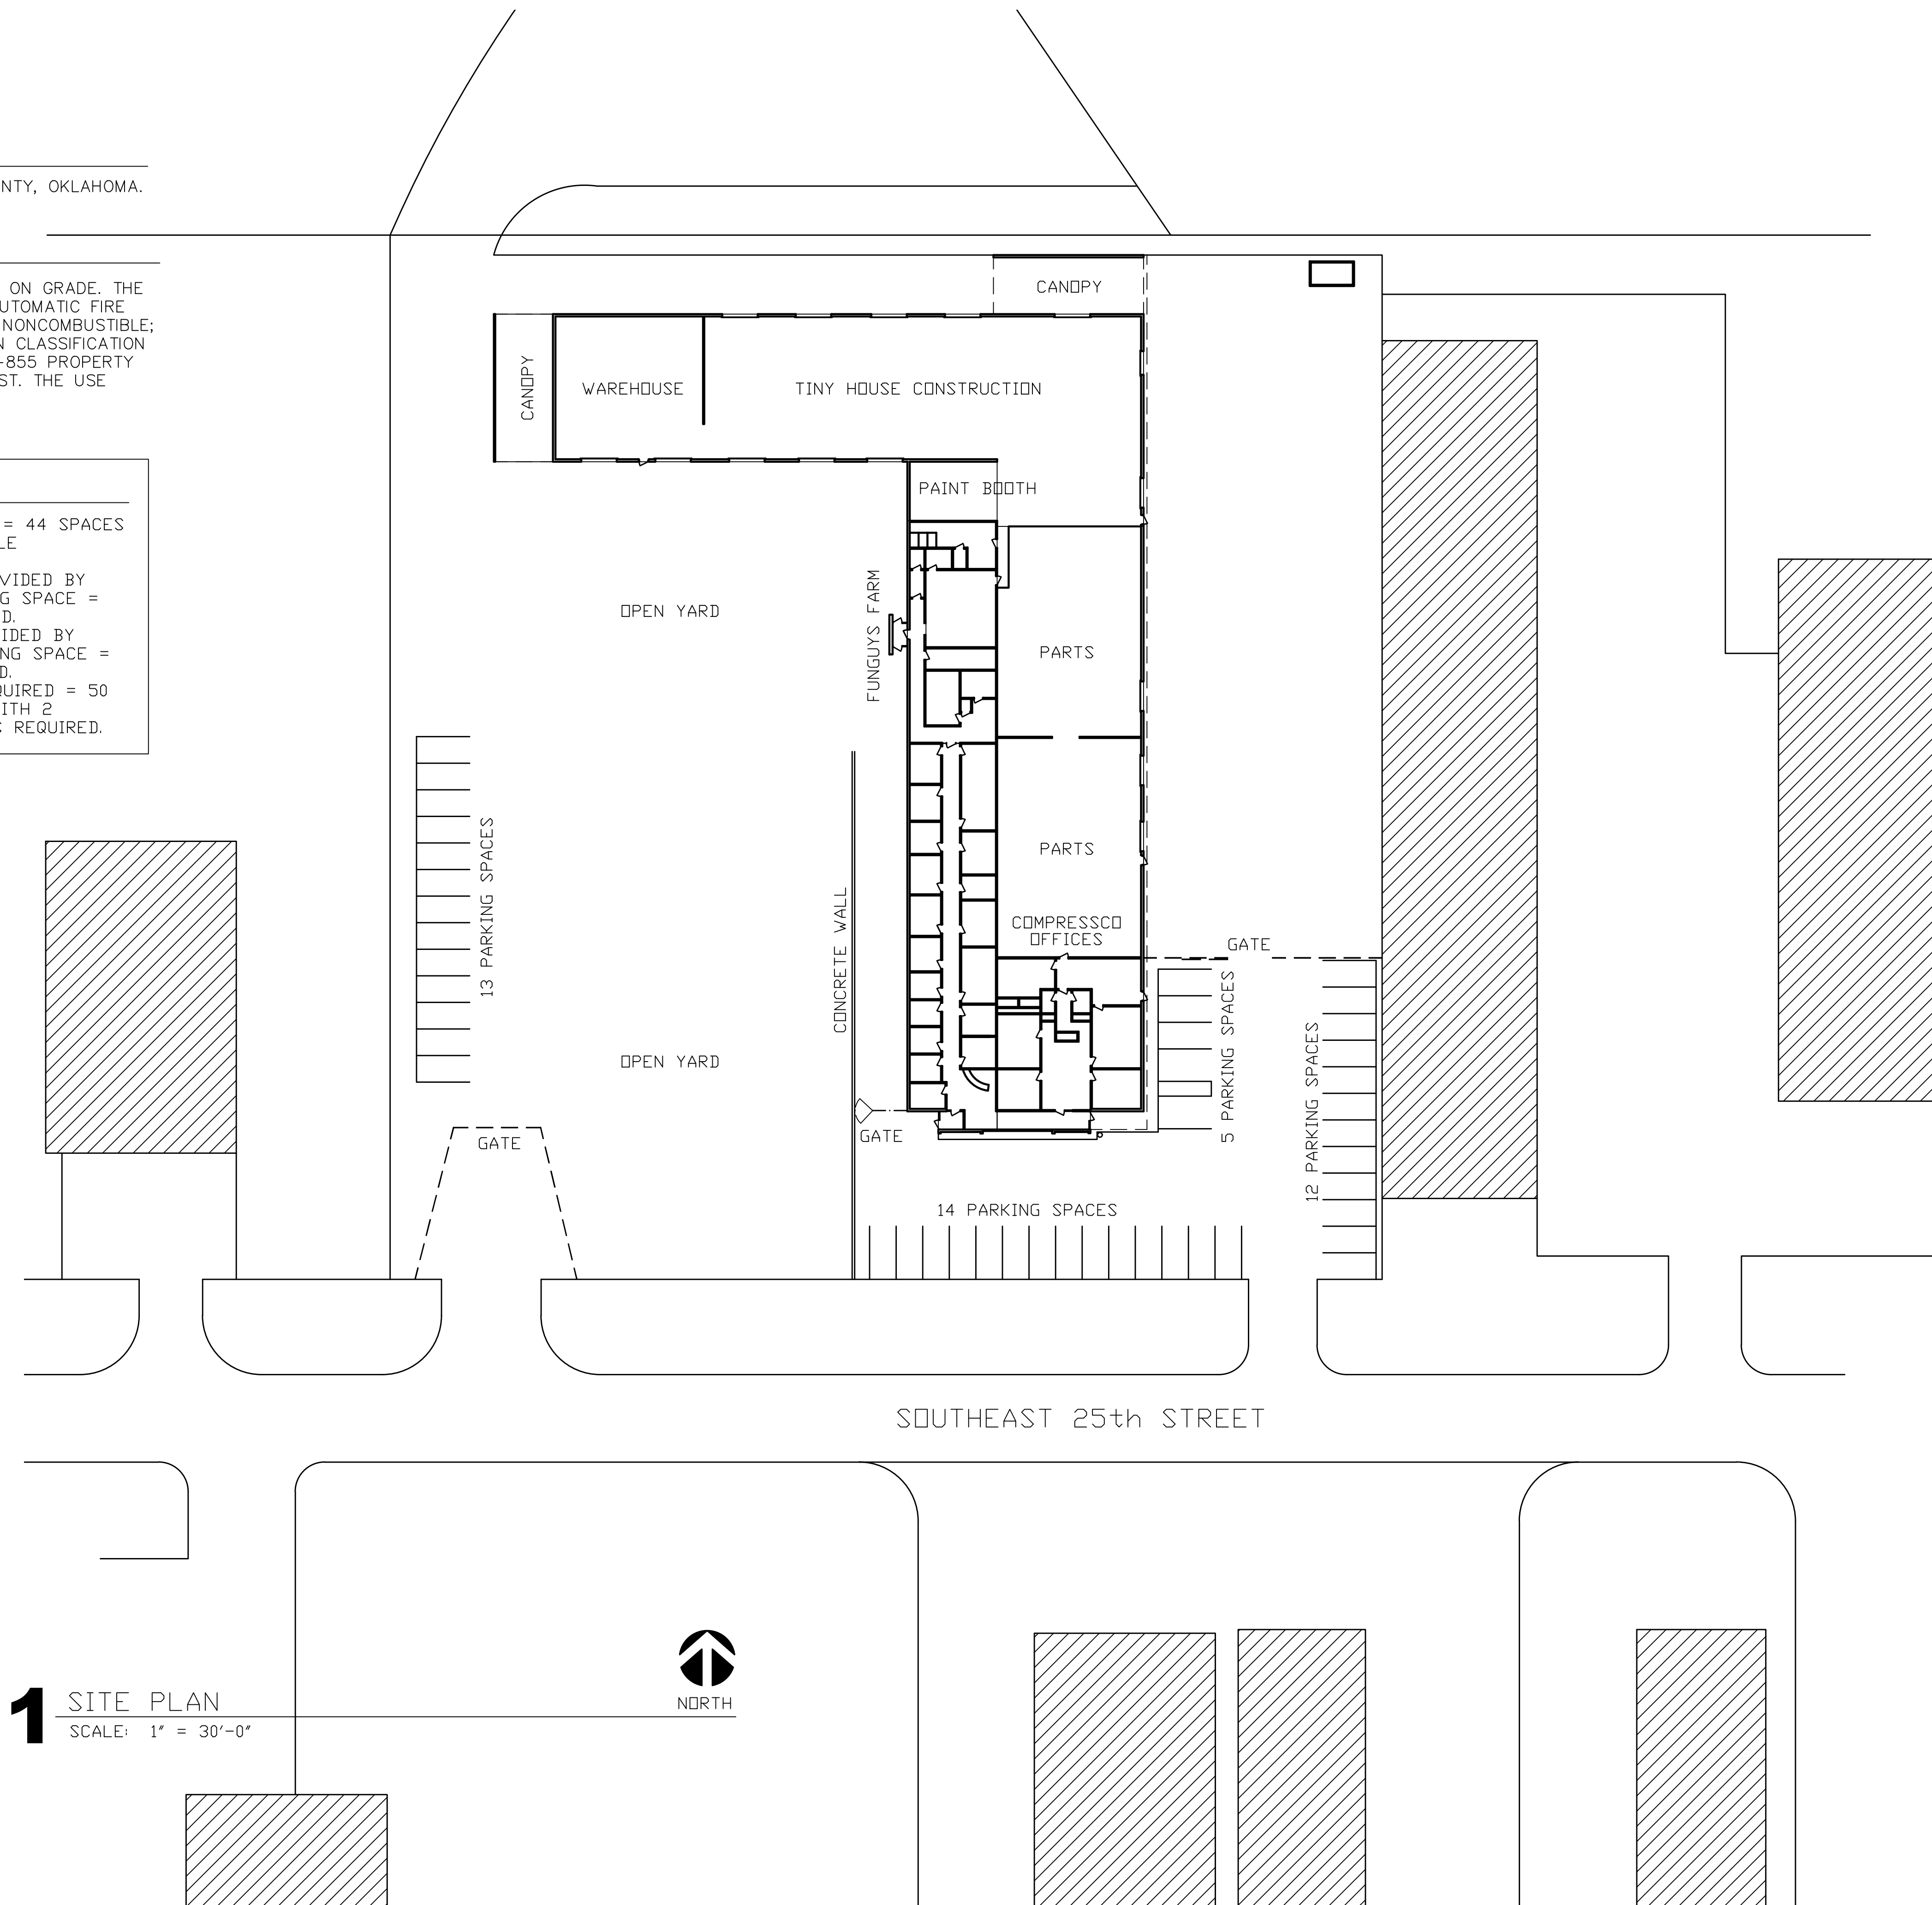 NTY, OKLAHOMA.
ON GRADE. THE
UTOMATIC FIRE
NONCOMBUSTIBLE;
N CLASSIFICATION
-855 PROPERTY
ST. THE USE
= 44 SPACES
LE
VIDED BY
G SPACE =
D.
IDED BY
NG SPACE =
D.
QUIRED = 50
ITH 2
REQUIRED.
CANOPY
CANOPY
WAREHOUSE
TINY HOUSE CONSTRUCTION
PAINT BOOTH
OPEN YARD
FUNGUYS FARM
PARTS
13 PARKING SPACES
CONCRETE WALL
PARTS
COMPRESSCO
OFFICES
GATE
OPEN YARD
5 PARKING SPACES
12 PARKING SPACES
GATE
GATE
14 PARKING SPACES
SOUTHEAST 25th STREET
NORTH
1 SITE PLAN
SCALE: 1" = 30'-0"